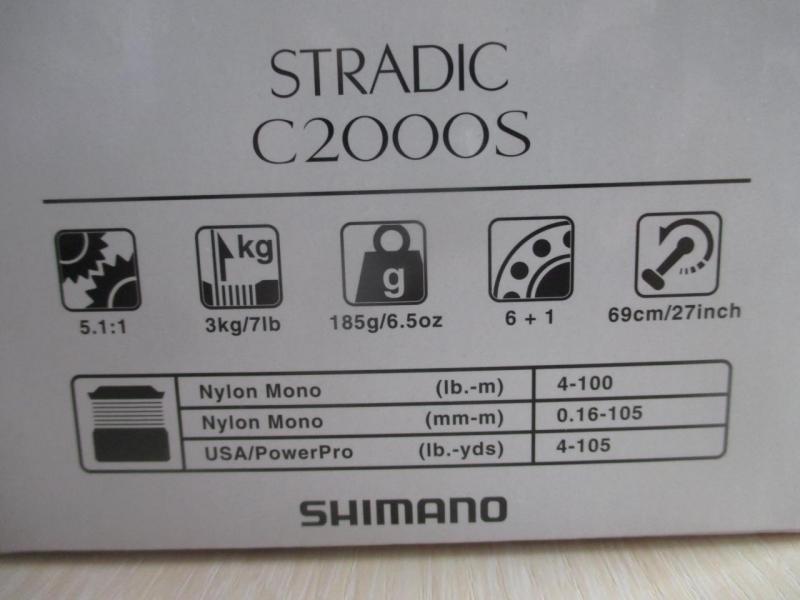 STRADIC
C2000S
kg
g
5.1:1 3kg/7lb 185g/6.5oz 6 + 1 69cm/27inch
Nylon Mono (lb.-m) 4-100
Nylon Mono (mm-m) 0.16-105
USA/PowerPro (lb.-yds) 4-105
SHIMANO